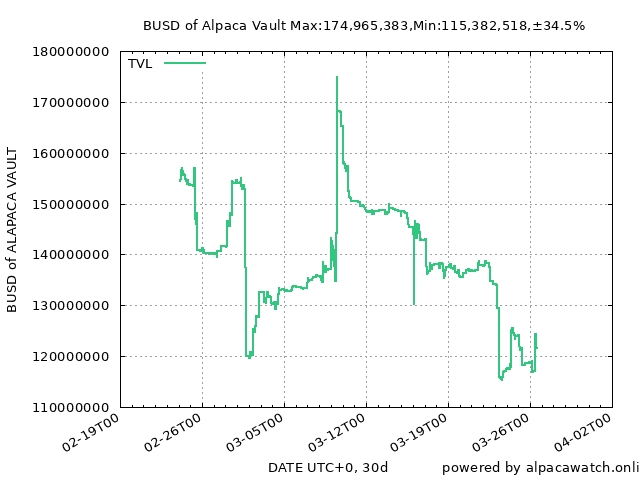 BUSD of Alpaca Vault Max:174,965,383,Min:115,382,518,±34.5%
TVL
180000000
170000000
160000000
150000000
140000000
130000000
120000000
110000000
BUSD of ALAPACA VAULT
02-19T00
02-26T00
03-05T00
03-12T00
03-19T00
03-26T00
04-02T00
DATE UTC+0, 30d
powered by alpacawatch.onli